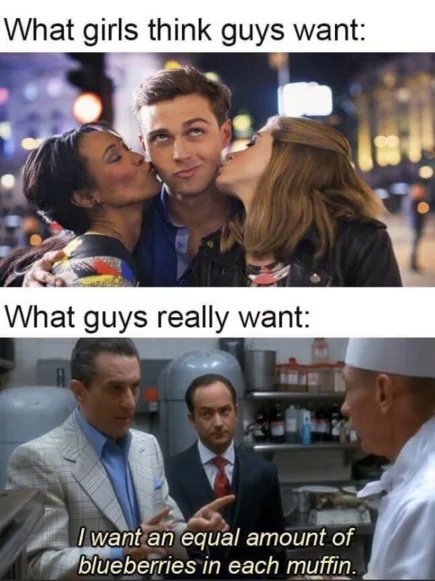 What girls think guys want:
What guys really want:
I want an equal amount of
blueberries in each muffin.